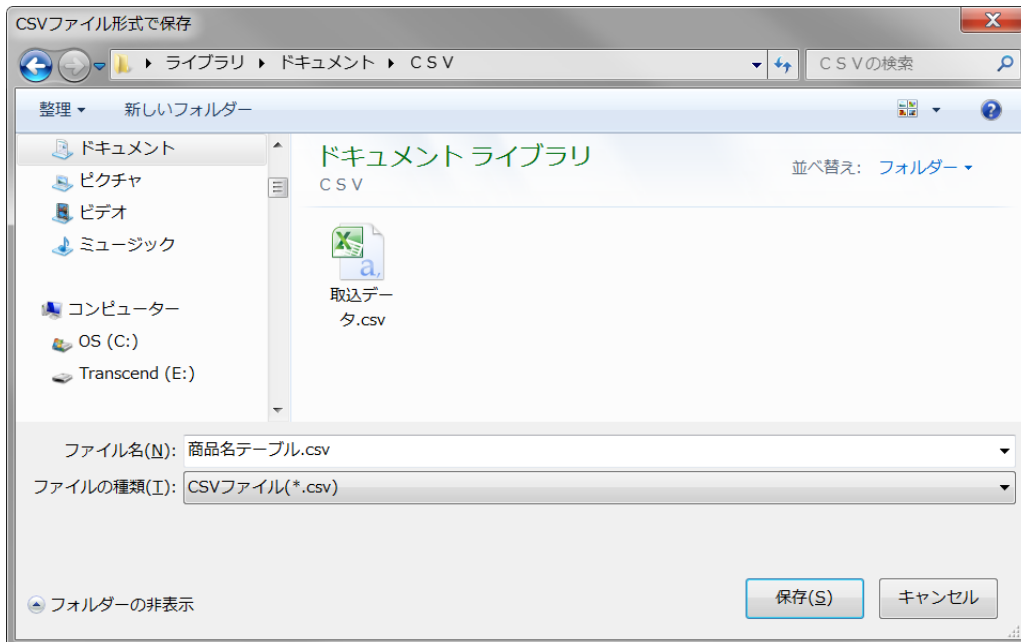 CSVファイル形式で保存
ライブラリ ドキュメント ＣＳＶ ＣＳＶの検索
整理 新しいフォルダー
ドキュメント
ピクチャ
ビデオ
ミュージック
コンピューター
OS (C:)
Transcend (E:)
ドキュメント ライブラリ
ＣＳＶ
並べ替え: フォルダー
取込デー
タ.csv
ファイル名(N): 商品名テーブル.csv
ファイルの種類(T): CSVファイル(*.csv)
フォルダーの非表示
保存(S) キャンセル